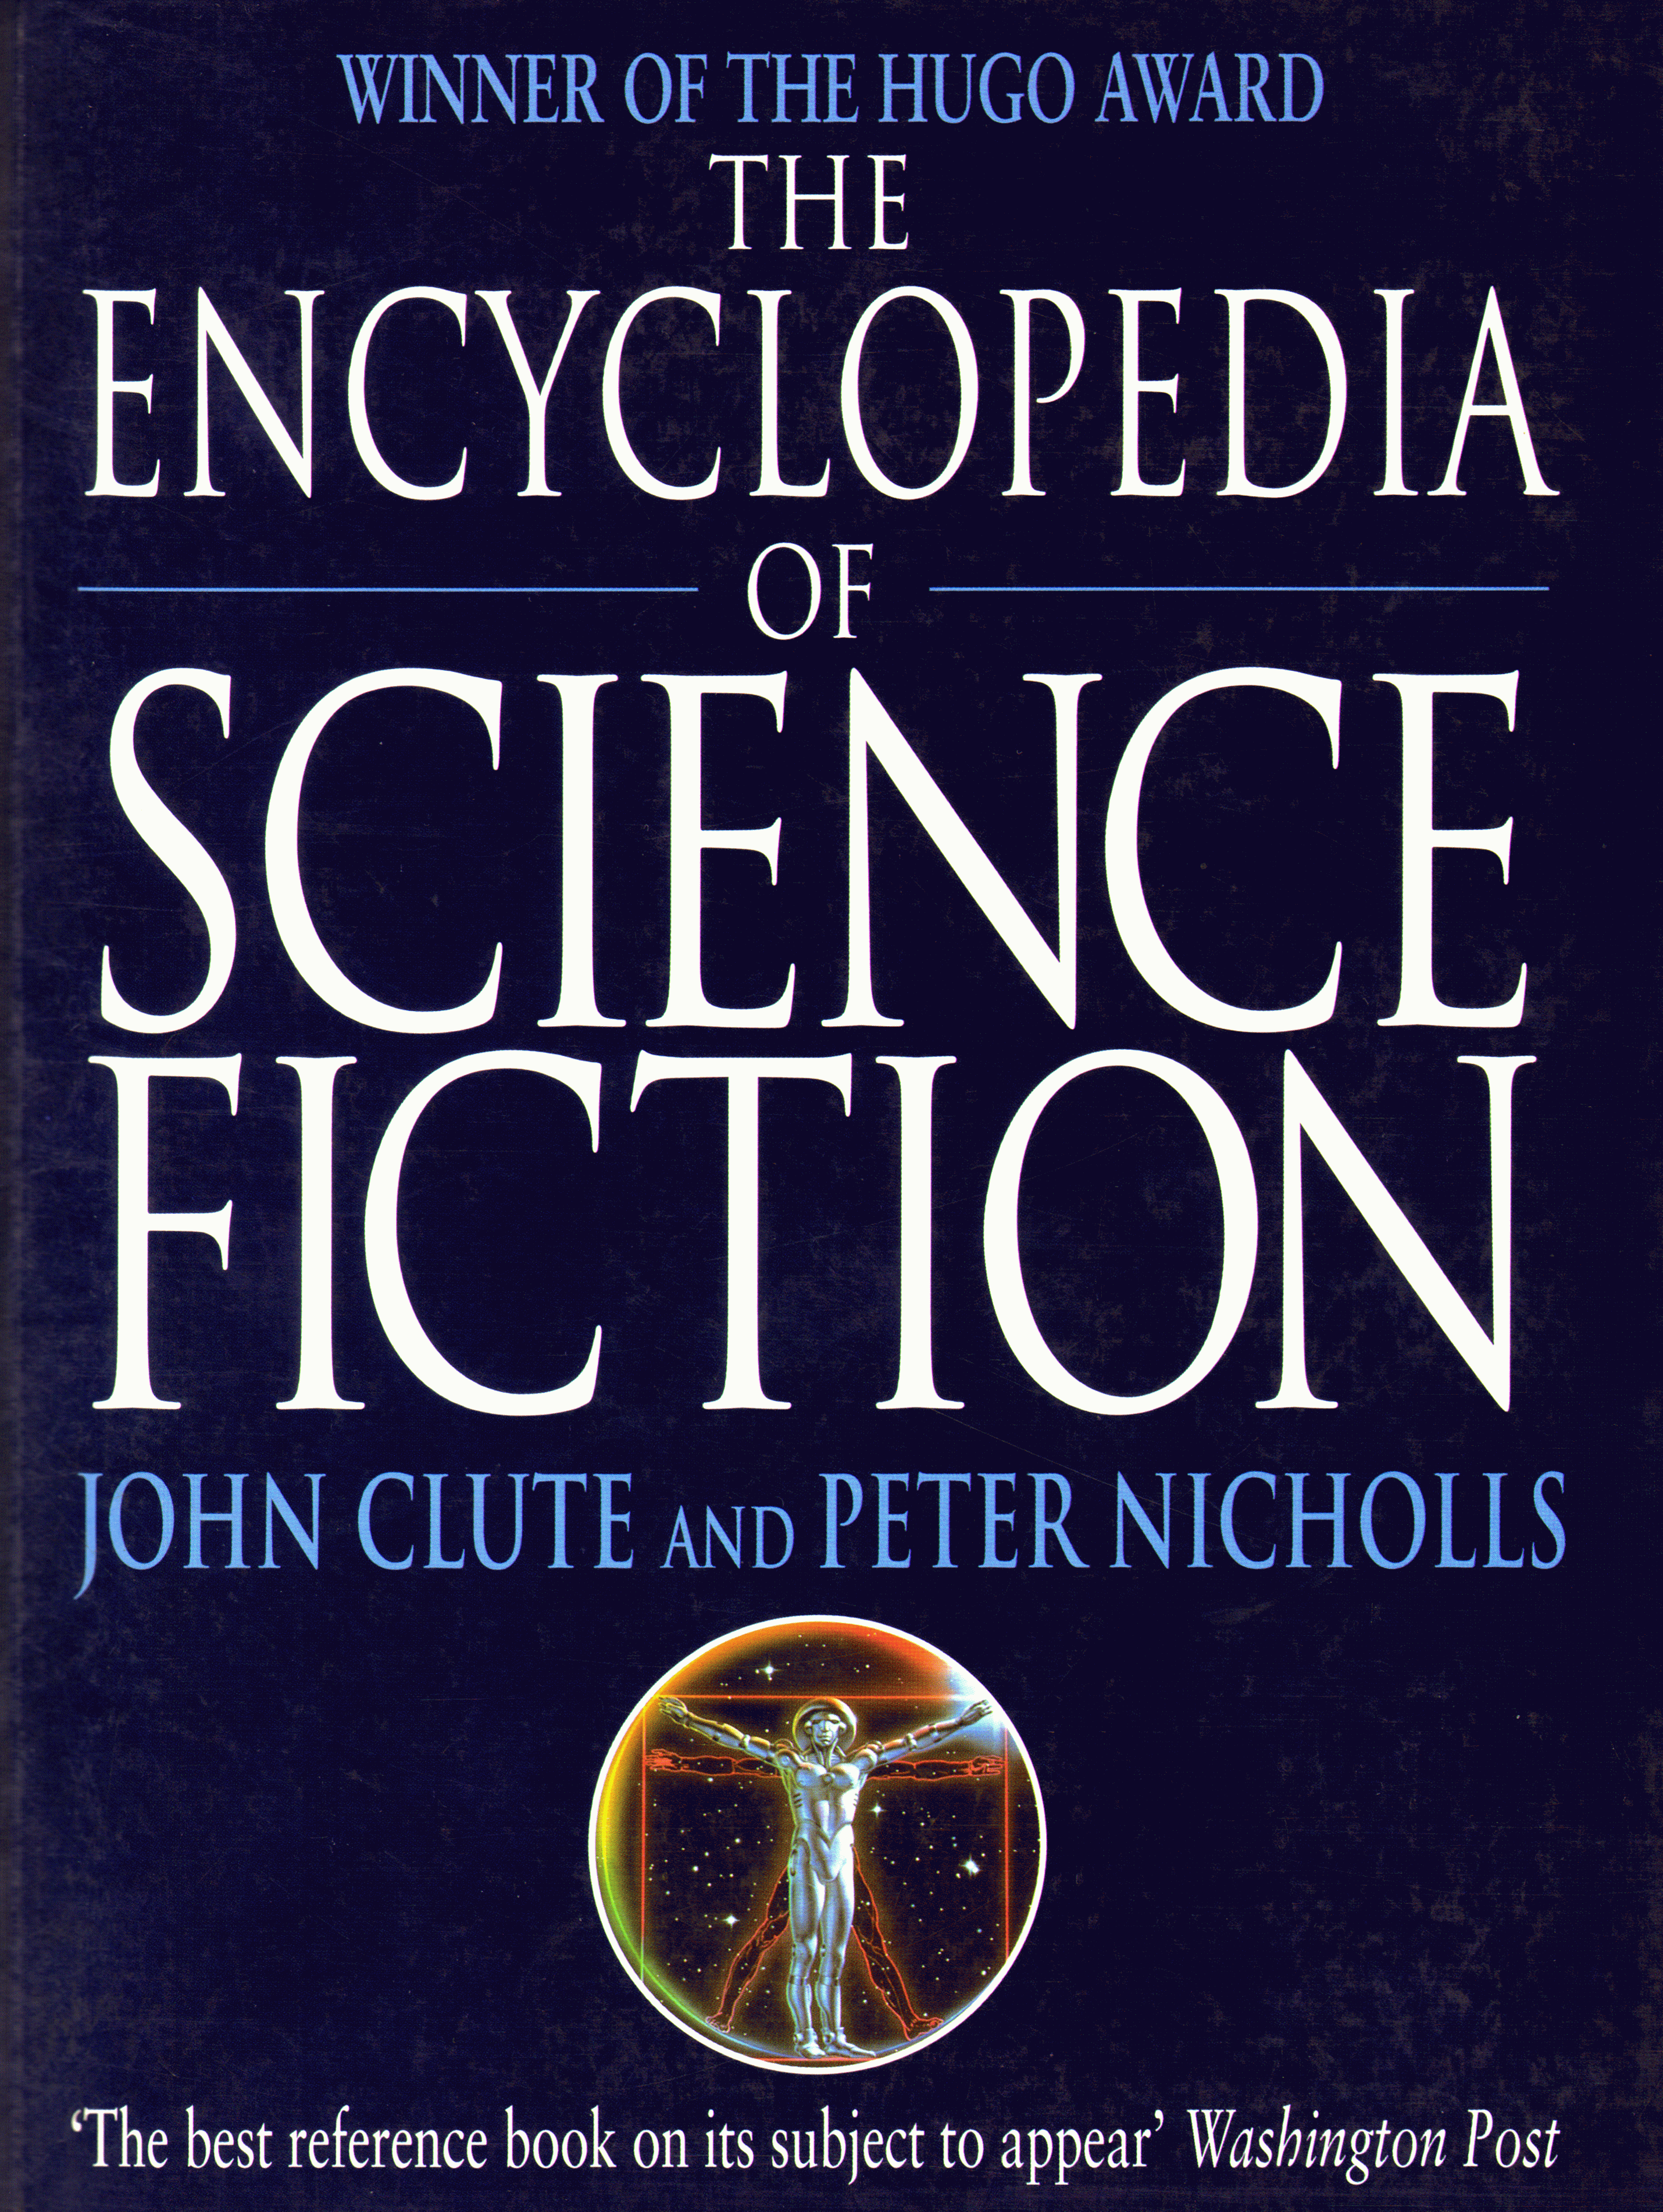 WINNER OF THE HUGO AWARD
THE
ENCYCLOPEDIA
OF
SCIENCE
FICTION
JOHN CLUTE AND PETER NICHOLLS
‘The best reference book on its subject to appear’ Washington Post